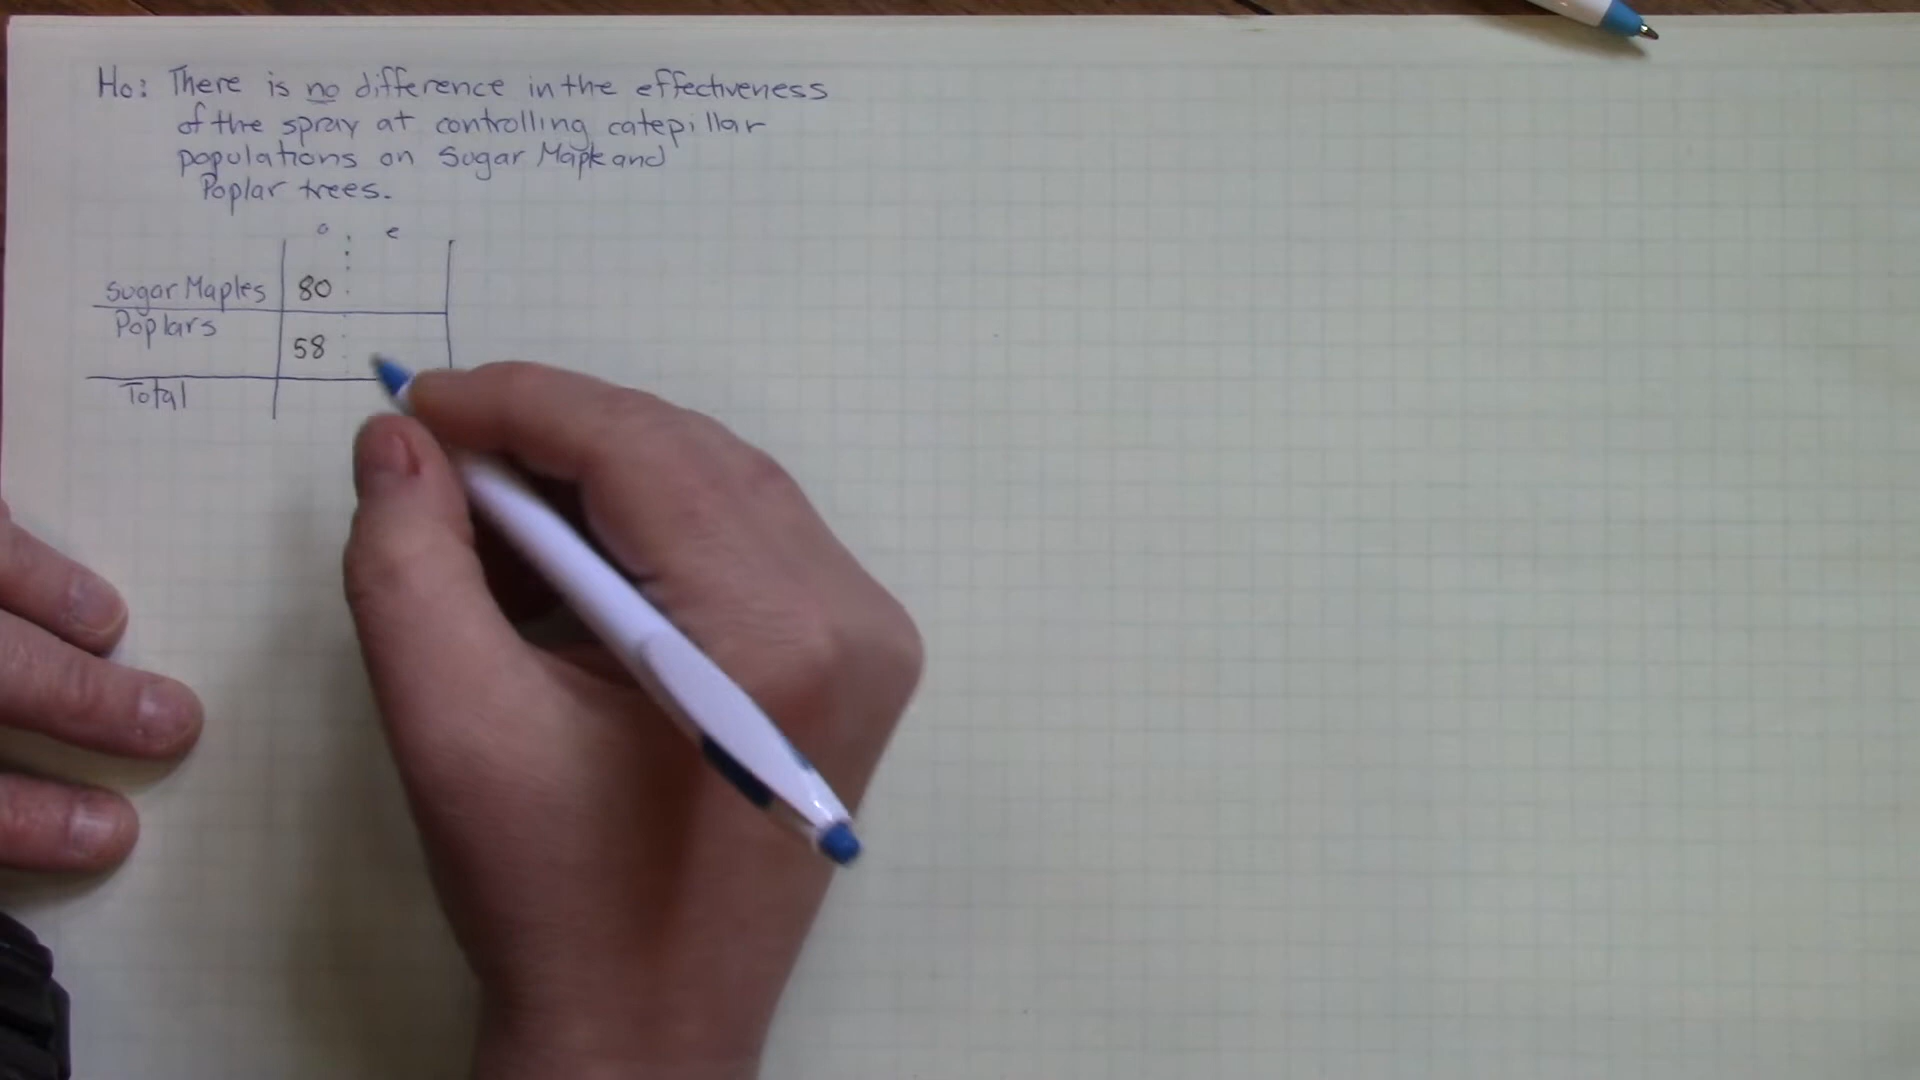 Ho: There is no difference in the effectiveness
of the spray at controlling catepillar
populations on Sugar Maple and
Poplar trees.
o e
Sugar Maples 80
Poplars
58
Total